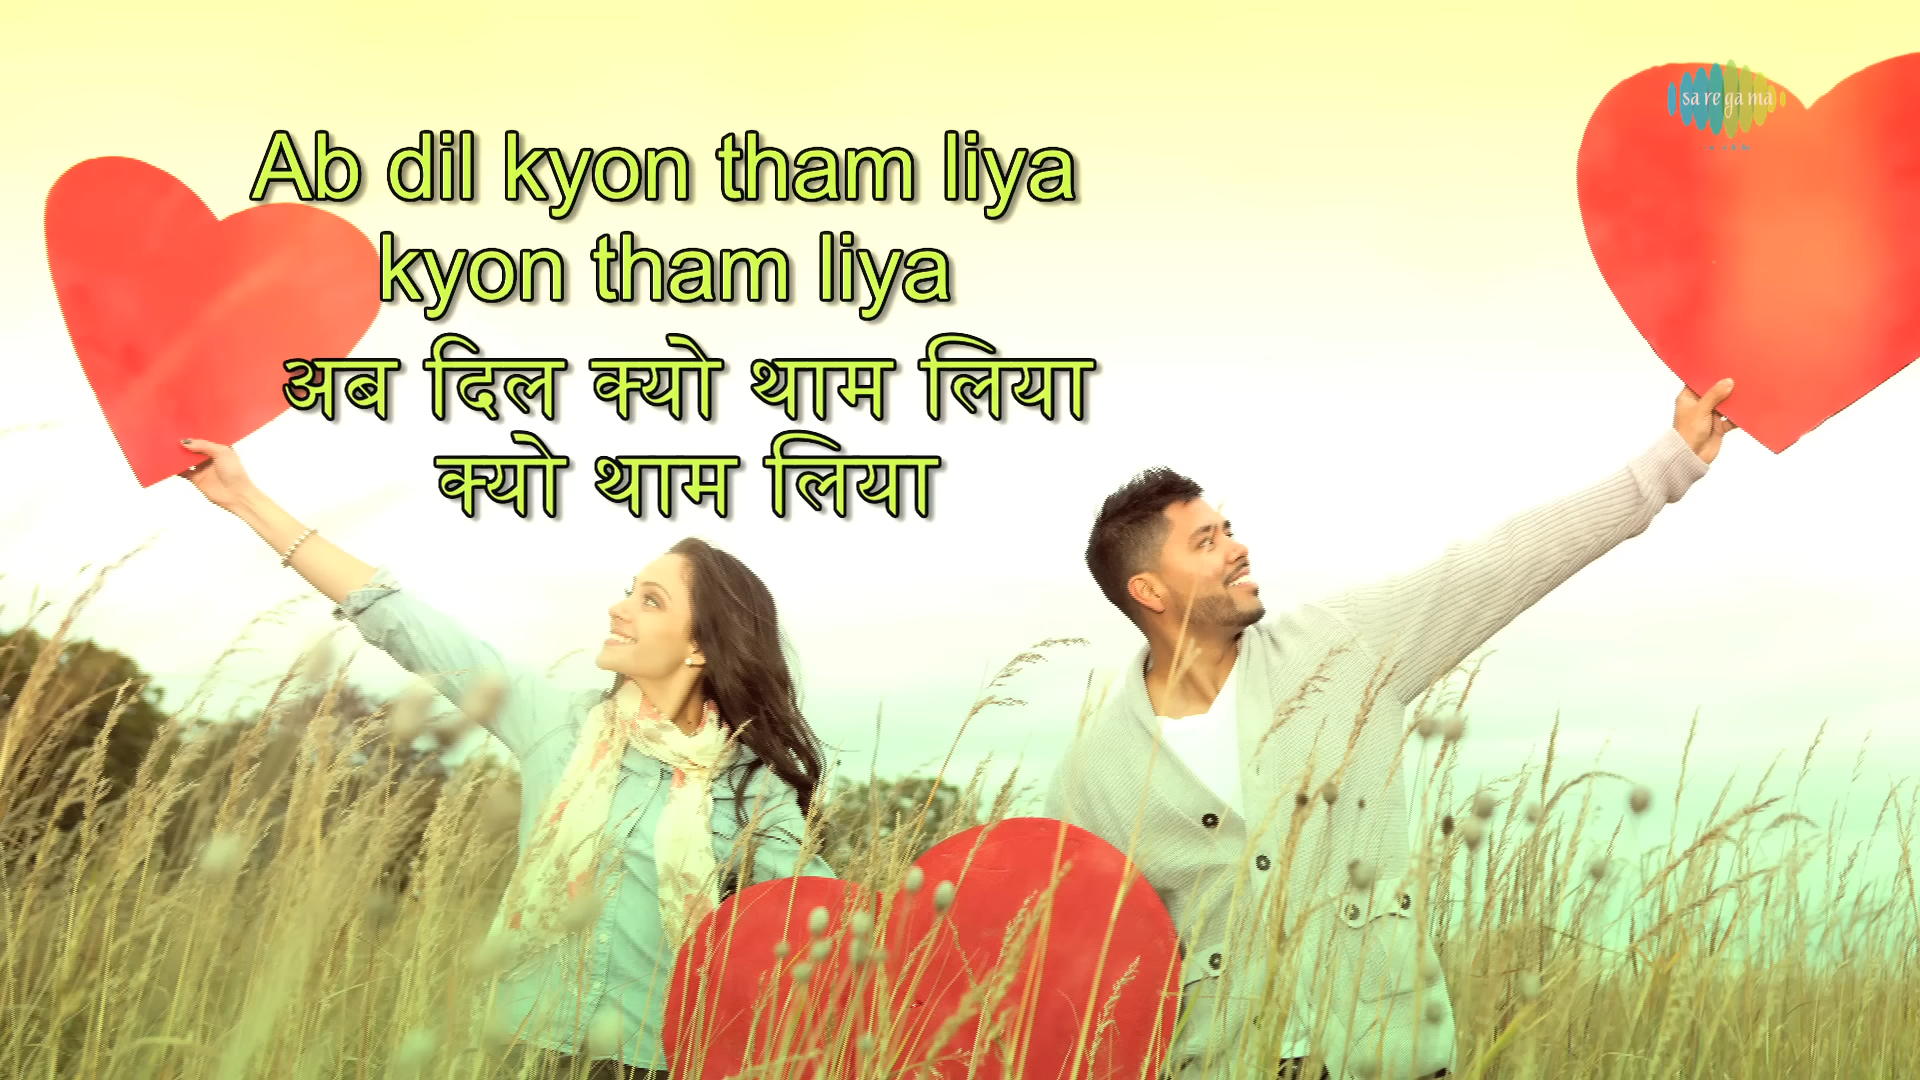 sa re ga ma
Ab dil kyon tham liya
kyon tham liya
अब दिल क्यो थाम लिया
क्यो थाम लिया